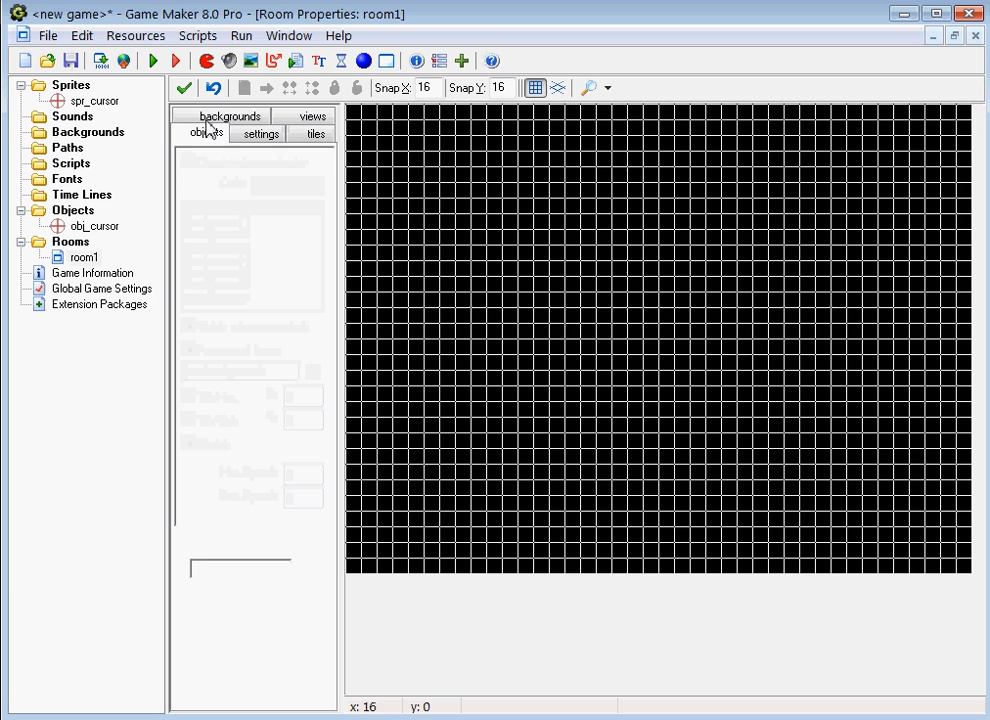 <new game>* - Game Maker 8.0 Pro - [Room Properties: room1]
File Edit Resources Scripts Run Window Help
Snap X: 16 Snap Y: 16
Sprites
spr_cursor
Sounds
Backgrounds
Paths
Scripts
Fonts
Time Lines
Objects
obj_cursor
Rooms
room1
Game Information
Global Game Settings
Extension Packages
backgrounds views
objects settings tiles
x: 16 y: 0